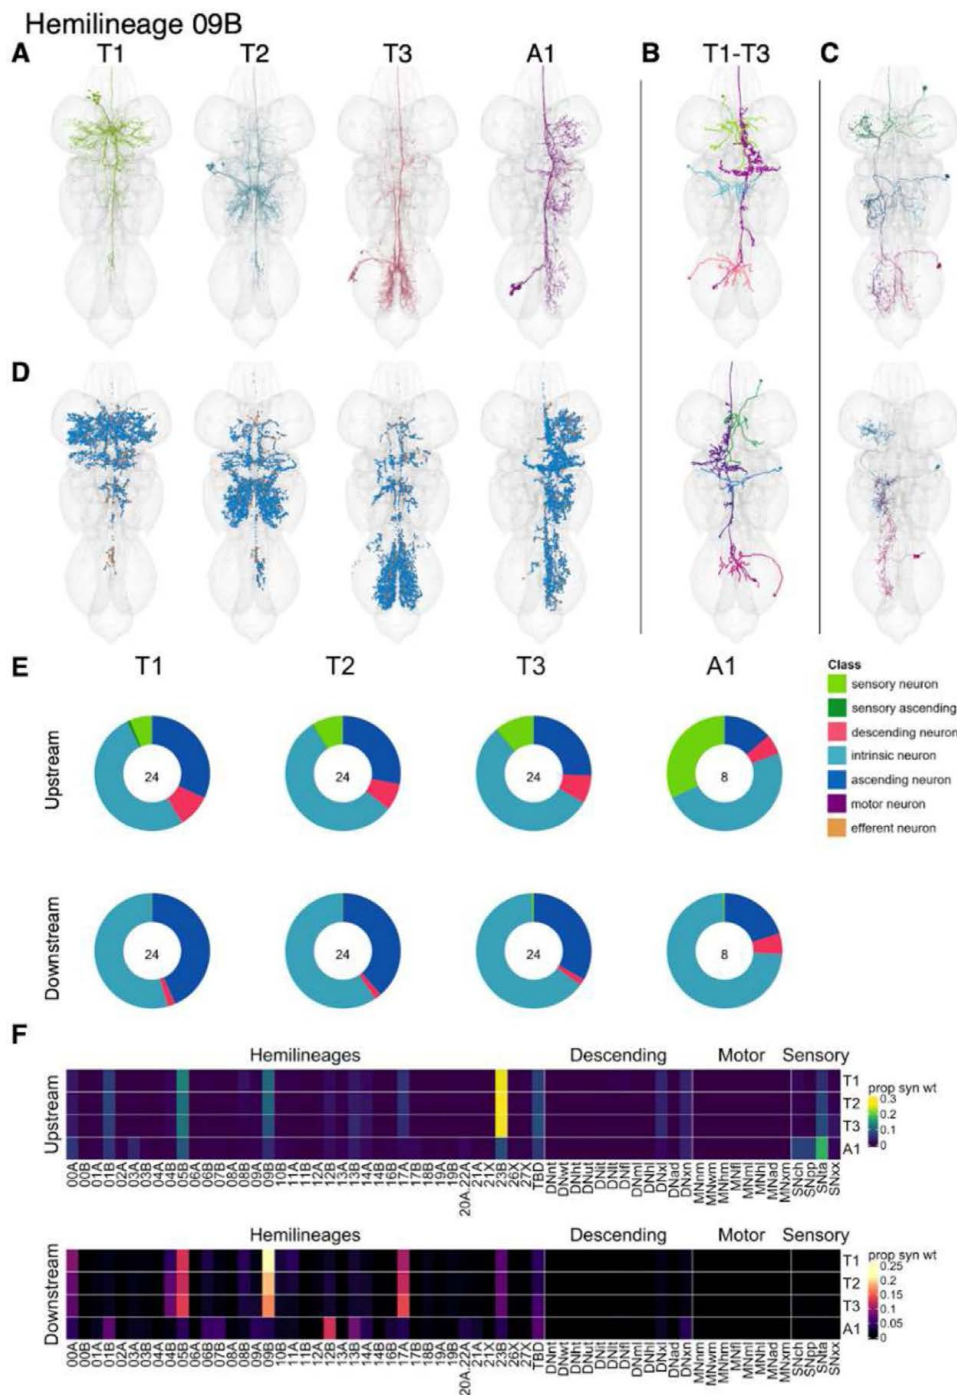 Hemilineage 09B
A T1 T2 T3 A1 B T1-T3 C
D
E T1 T2 T3 A1
Class
sensory neuron
sensory ascending
descending neuron
intrinsic neuron
ascending neuron
motor neuron
efferent neuron
Upstream
24 24 24 8
Downstream
24 24 24 8
F
Hemilineages Descending Motor Sensory
Upstream
T1
T2
T3
A1
prop syn wt
0.3
0.2
0.1
0
00A 00B 01A 01B 02A 03A 03B 04A 04B 05B 06A 06B 07B 08A 08B 09A 09B 10B 11A 11B 12A 12B 13A 13B 14A 14B 16B 17A 17B 18B 19A 19B 20A.22A 21A 21X 23B 26X 27X TBD DNnt DNwt DNht DNut DNit DNlt DNfl DNml DNhl DNxl DNad DNxn MNnm MNwm MNhm MNfl MNml MNhl MNad MNxm SNch SNpp SNta SNxx
Hemilineages Descending Motor Sensory
Downstream
T1
T2
T3
A1
prop syn wt
0.25
0.2
0.15
0.1
0.05
0
00A 00B 01A 01B 02A 03A 03B 04A 04B 05B 06A 06B 07B 08A 08B 09A 09B 10B 11A 11B 12A 12B 13A 13B 14A 14B 16B 17A 17B 18B 19A 19B 20A.22A 21A 21X 23B 26X 27X TBD DNnt DNwt DNht DNut DNit DNlt DNfl DNml DNhl DNxl DNad DNxn MNnm MNwm MNhm MNfl MNml MNhl MNad MNxm SNch SNpp SNta SNxx